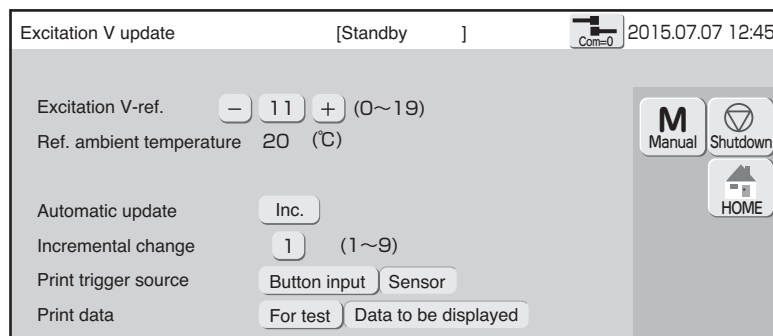 Excitation V update [Standby ] Com=0 2015.07.07 12:45
Excitation V-ref. − 11 + (0～19)
Ref. ambient temperature 20 (℃)
M Manual Shutdown
HOME
Automatic update Inc.
Incremental change 1 (1～9)
Print trigger source Button input Sensor
Print data For test Data to be displayed